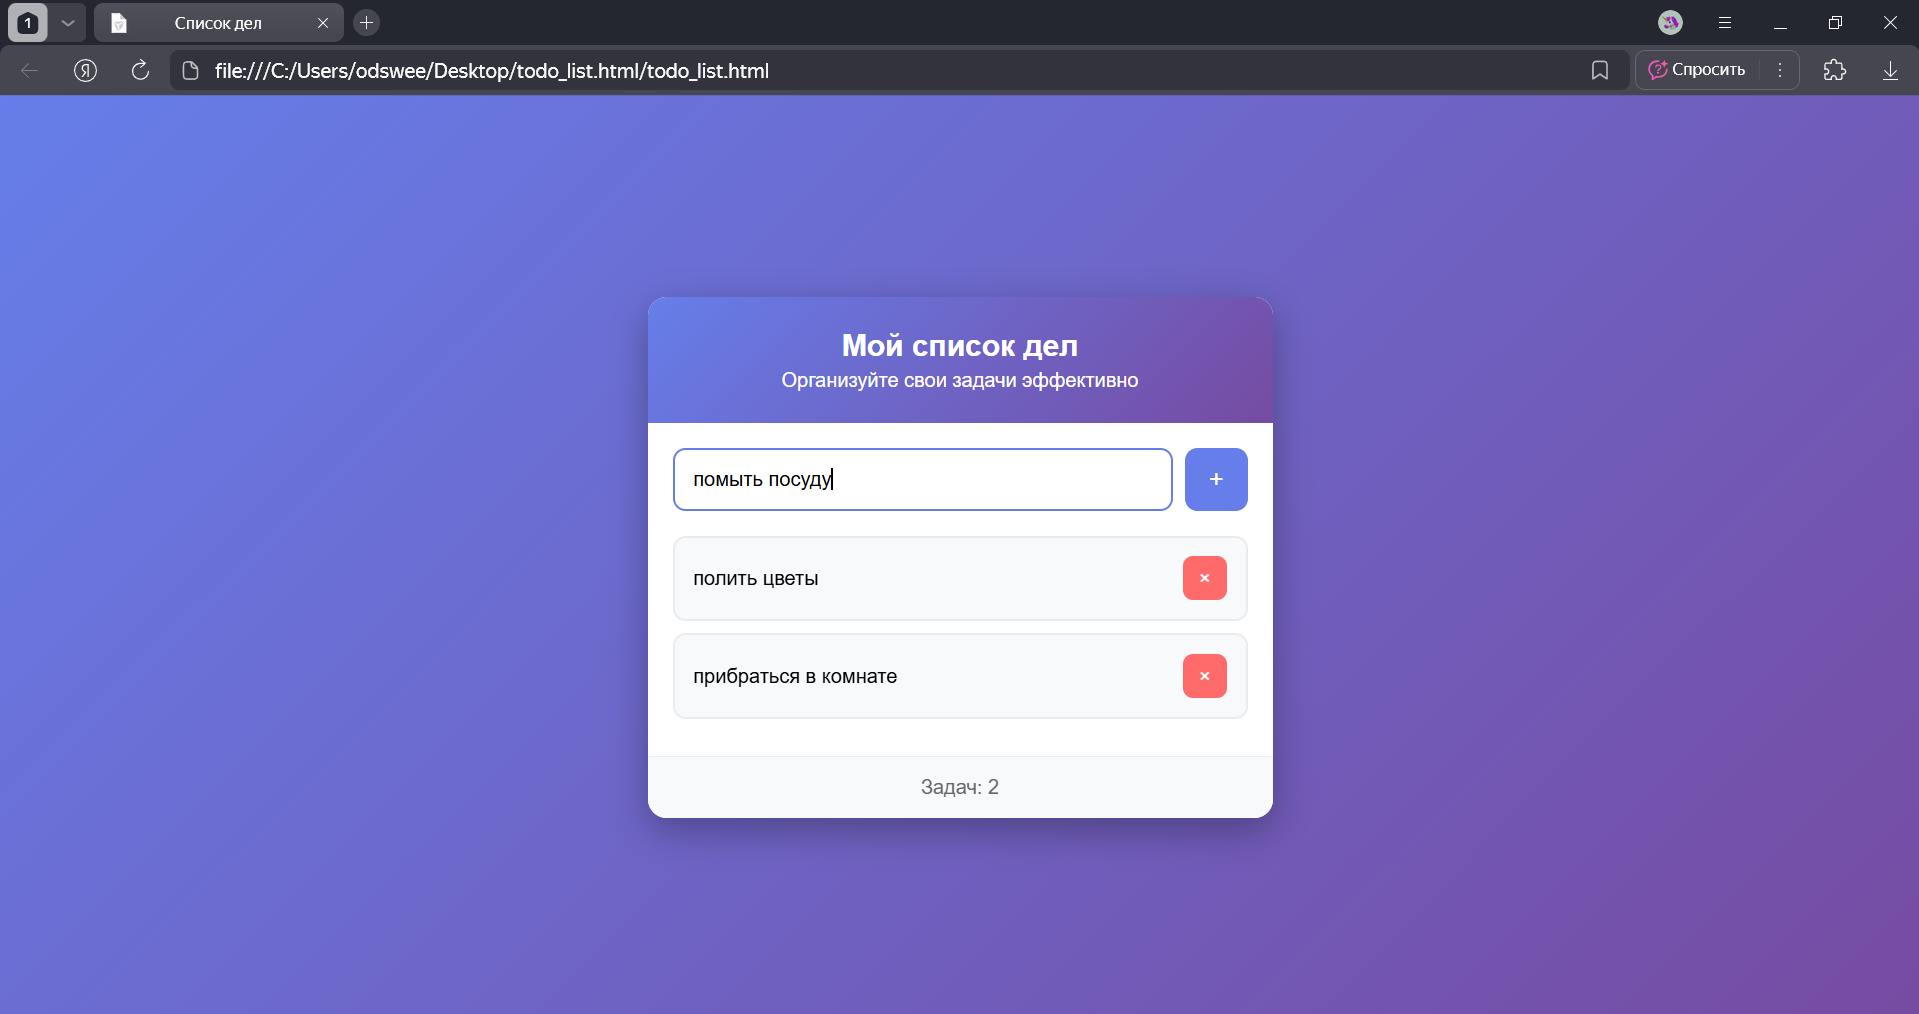 1
Список дел
Я
file:///C:/Users/odswee/Desktop/todo_list.html/todo_list.html
Спросить
Мой список дел
Организуйте свои задачи эффективно
помыть посуду
+
полить цветы
×
прибраться в комнате
×
Задач: 2